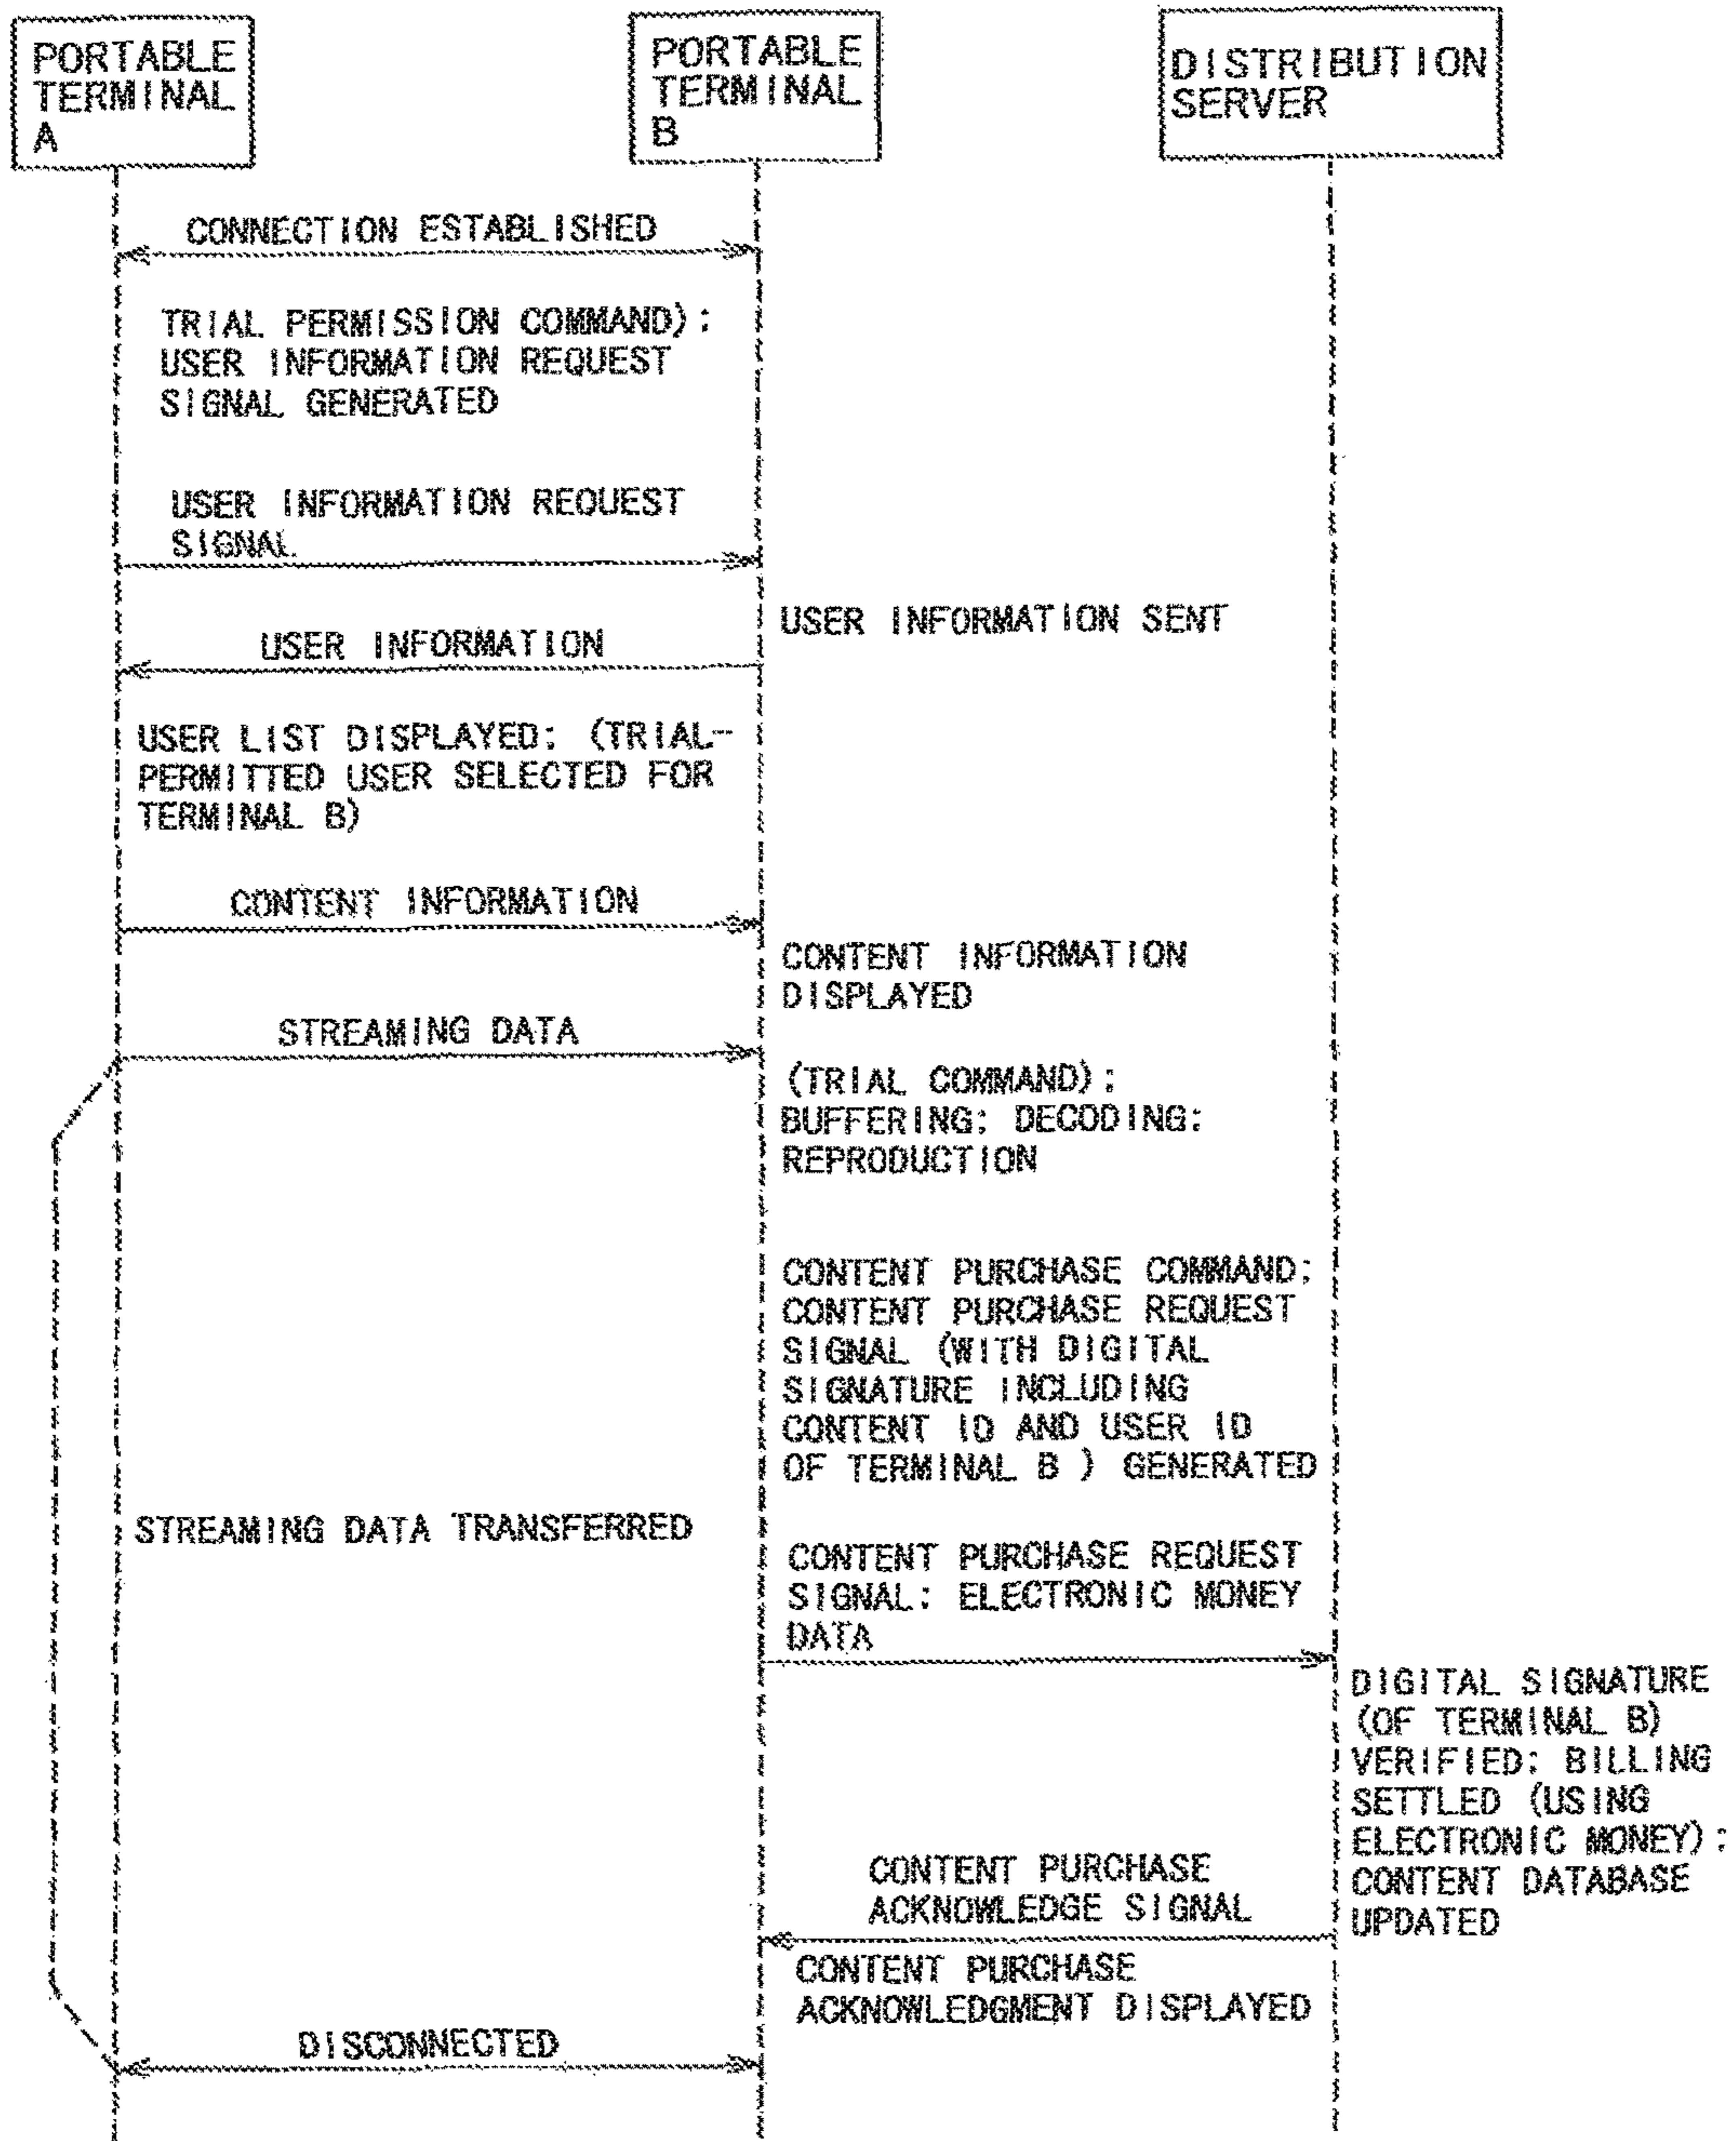 PORTABLE
TERMINAL
A
PORTABLE
TERMINAL
B
DISTRIBUTION
SERVER
CONNECTION ESTABLISHED
TRIAL PERMISSION COMMAND);
USER INFORMATION REQUEST
SIGNAL GENERATED
USER INFORMATION REQUEST
SIGNAL
USER INFORMATION SENT
USER INFORMATION
USER LIST DISPLAYED; (TRIAL-
PERMITTED USER SELECTED FOR
TERMINAL B)
CONTENT INFORMATION
CONTENT INFORMATION
DISPLAYED
STREAMING DATA
(TRIAL COMMAND);
BUFFERING; DECODING;
REPRODUCTION
CONTENT PURCHASE COMMAND;
CONTENT PURCHASE REQUEST
SIGNAL (WITH DIGITAL
SIGNATURE INCLUDING
CONTENT ID AND USER ID
OF TERMINAL B ) GENERATED
STREAMING DATA TRANSFERRED
CONTENT PURCHASE REQUEST
SIGNAL; ELECTRONIC MONEY
DATA
DIGITAL SIGNATURE
(OF TERMINAL B)
VERIFIED; BILLING
SETTLED (USING
ELECTRONIC MONEY);
CONTENT DATABASE
UPDATED
CONTENT PURCHASE
ACKNOWLEDGE SIGNAL
CONTENT PURCHASE
ACKNOWLEDGMENT DISPLAYED
DISCONNECTED